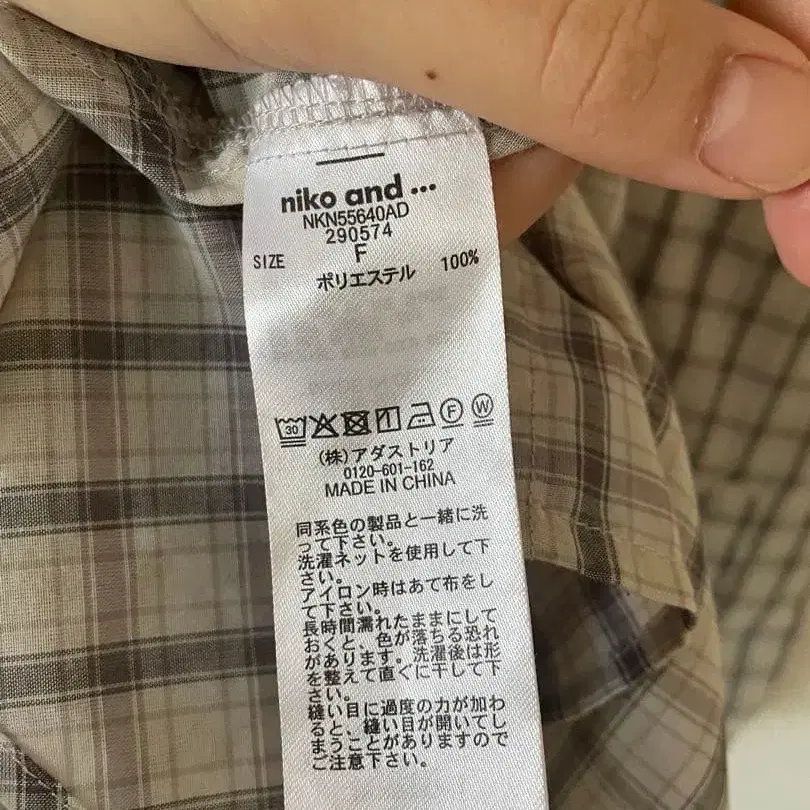 niko and ...
NKN55640AD
290574
SIZE F
ポリエステル 100%
30 F W
(株)アダストリア
0120-601-162
MADE IN CHINA
同系色の製品と一緒に洗
って下さい。
洗濯ネットを使用して下
さい。
アイロン時はあて布をし
て下さい。
長時間濡れたままにして
おくと、色が落ちる恐れ
があります。洗濯後は形
を整えて直ぐに干して下
さい。
縫い目に過度の力が加わ
ると、縫い目が開いてし
まうことがありますので
ご注意下さい。